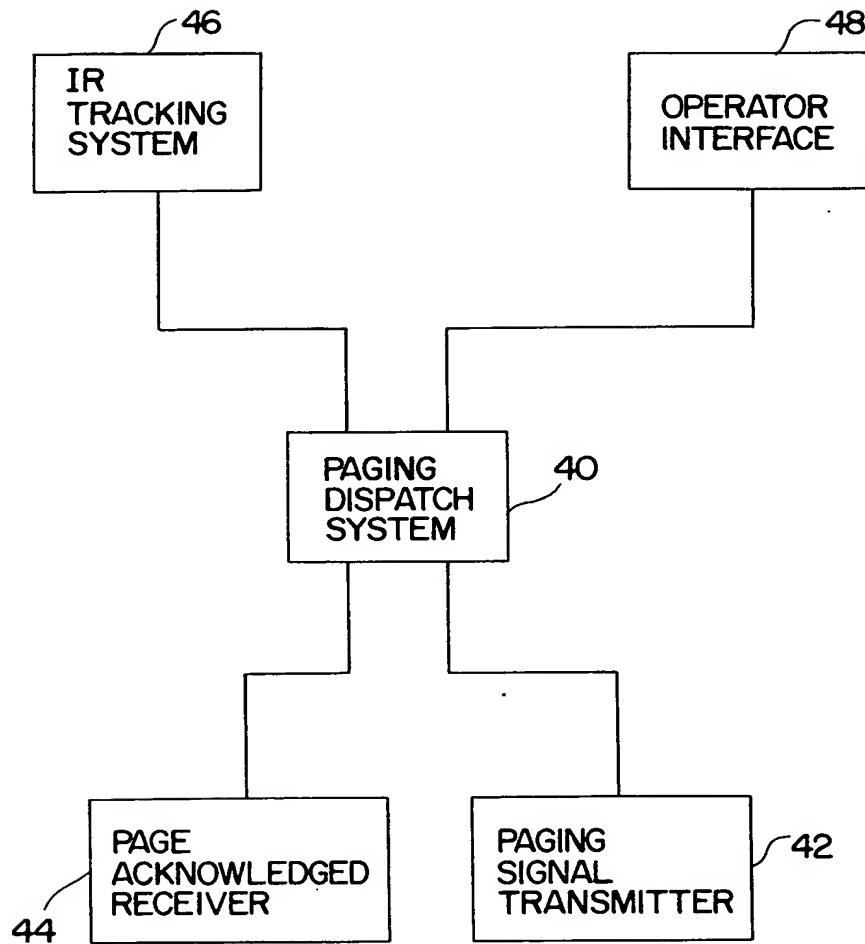 46
48
IR
TRACKING
SYSTEM
OPERATOR
INTERFACE
PAGING
DISPATCH
SYSTEM
40
PAGE
ACKNOWLEDGED
RECEIVER
44
PAGING
SIGNAL
TRANSMITTER
42